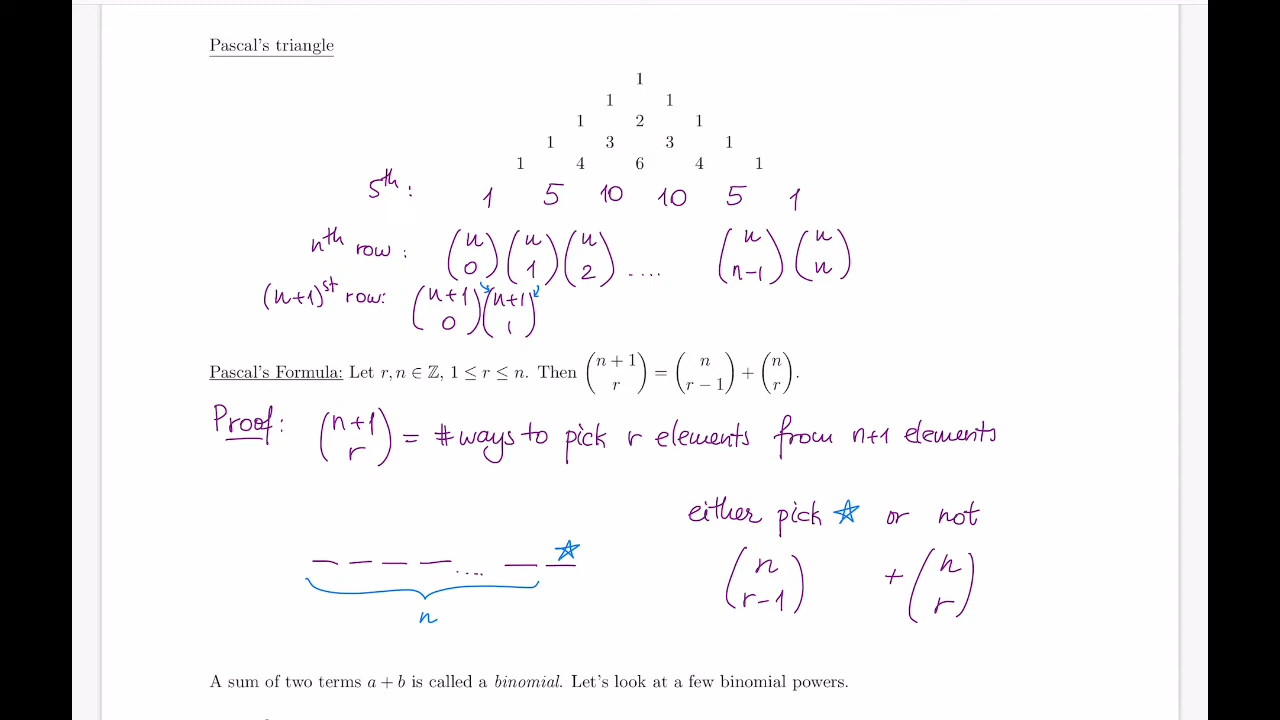 Pascal's triangle
1
1 1
1 2 1
1 3 3 1
1 4 6 4 1
5th: 1 5 10 10 5 1
nth row: (n 0) (n 1) (n 2) .... (n n-1) (n n)
(n+1)st row: (n+1 0) (n+1 1)
Pascal's Formula: Let r, n ∈ ℤ, 1 ≤ r ≤ n. Then (n + 1 r) = (n r − 1) + (n r).
Proof: (n+1 r) = # ways to pick r elements from n+1 elements
either pick ☆ or not
_ _ _ _ .... _ _ ☆
(n r-1) + (n r)
n
A sum of two terms a + b is called a binomial. Let's look at a few binomial powers.